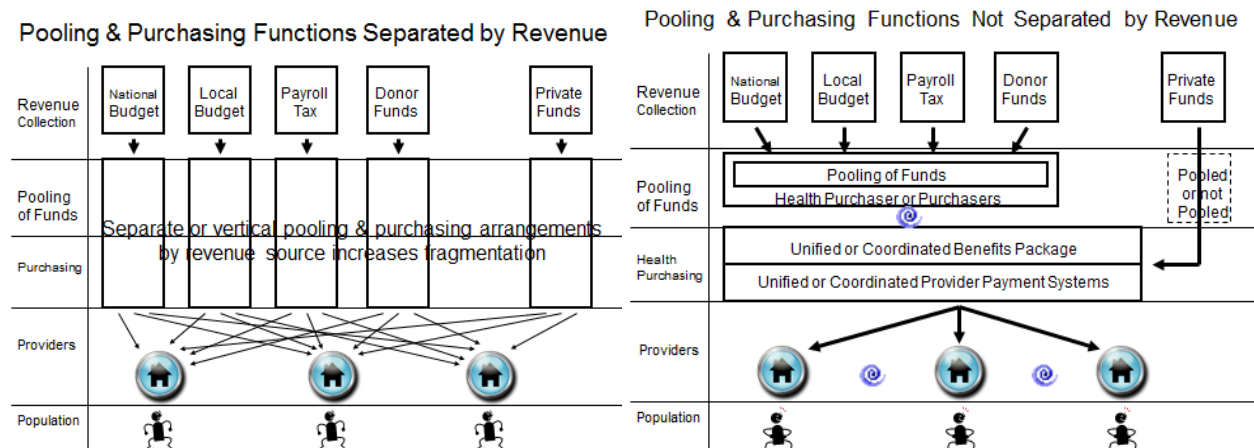 Pooling & Purchasing Functions Separated by Revenue
Revenue
Collection
National
Budget
Local
Budget
Payroll
Tax
Donor
Funds
Private
Funds
Pooling
of Funds
Separate or vertical pooling & purchasing arrangements
by revenue source increases fragmentation
Purchasing
Providers
Population
Pooling & Purchasing Functions Not Separated by Revenue
Revenue
Collection
National
Budget
Local
Budget
Payroll
Tax
Donor
Funds
Private
Funds
Pooling
of Funds
Pooling of Funds
Health Purchaser or Purchasers
Pooled
or not
Pooled
Health
Purchasing
Unified or Coordinated Benefits Package
Unified or Coordinated Provider Payment Systems
Providers
Population